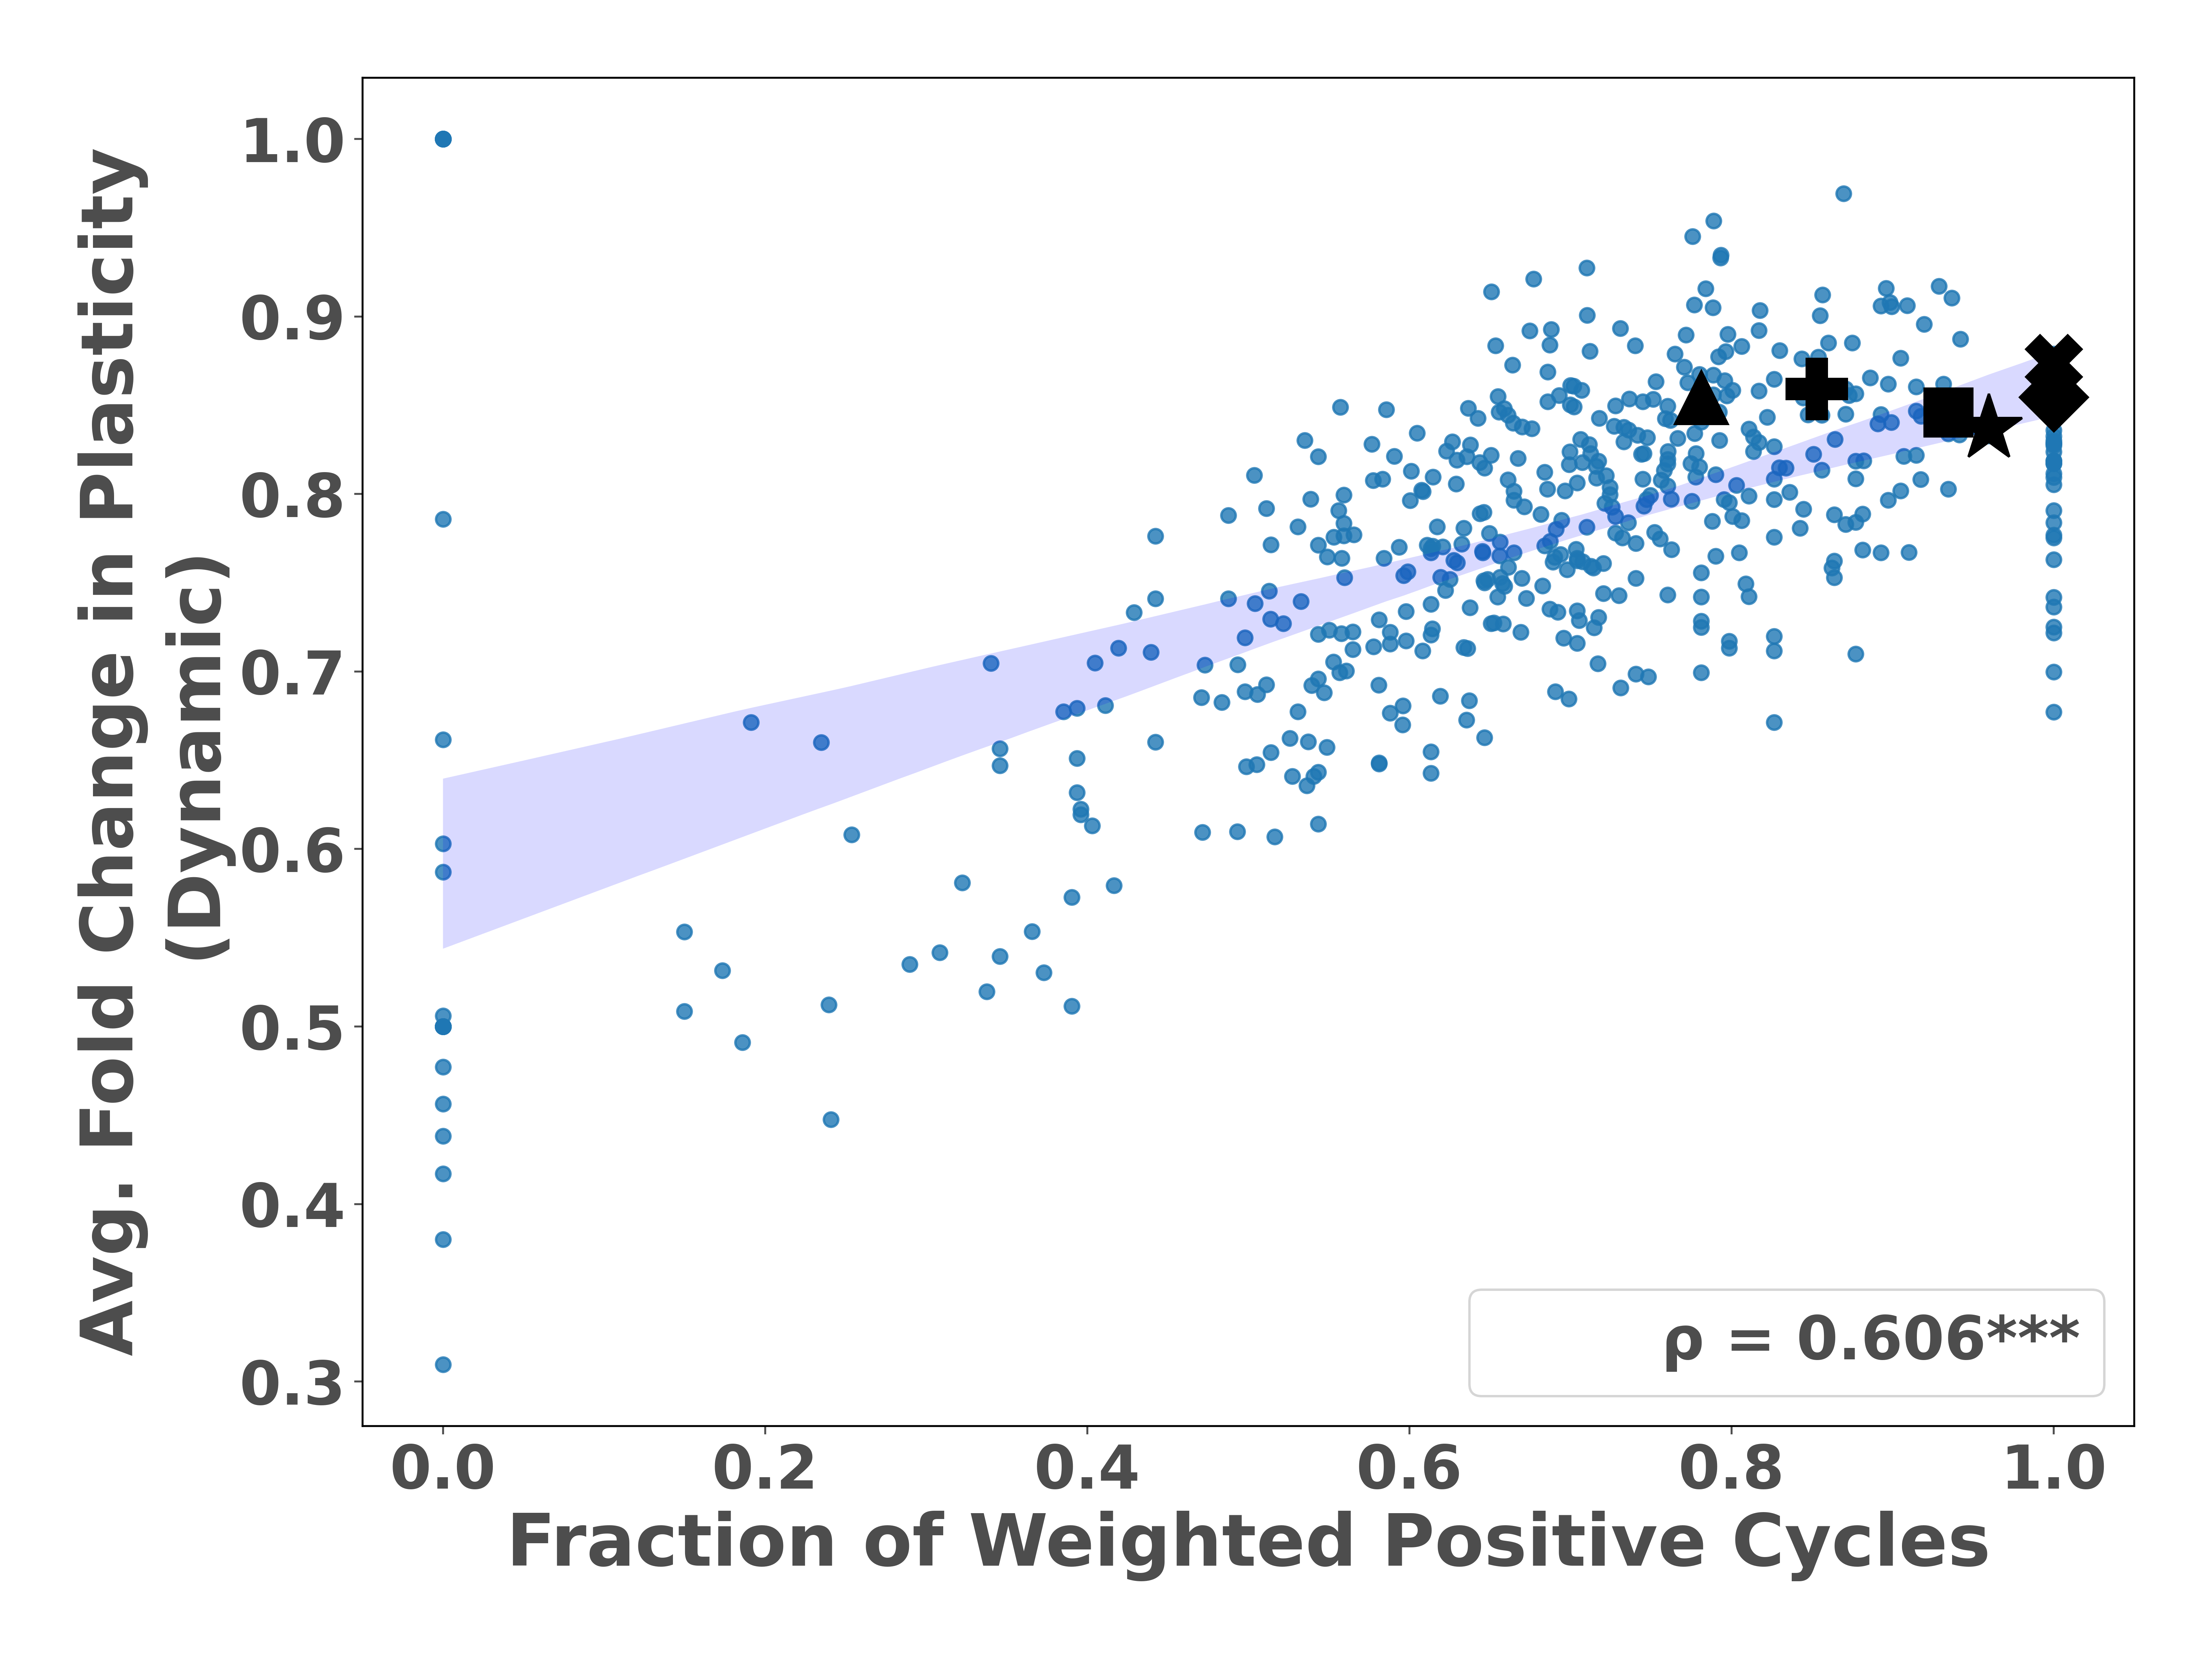 Avg. Fold Change in Plasticity
(Dynamic)
1.0
0.9
0.8
0.7
0.6
0.5
0.4
0.3
ρ = 0.606***
0.0 0.2 0.4 0.6 0.8 1.0
Fraction of Weighted Positive Cycles